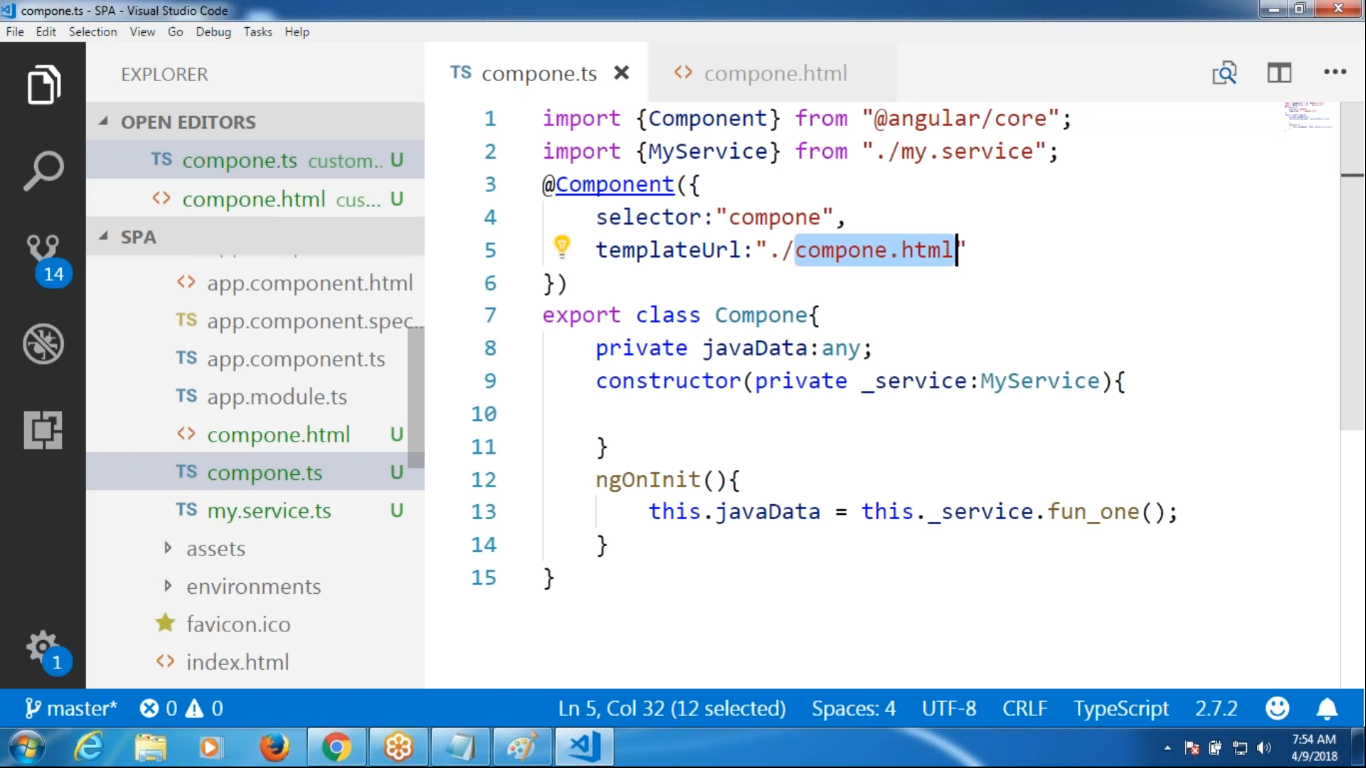 compone.ts - SPA - Visual Studio Code
File Edit Selection View Go Debug Tasks Help
EXPLORER
OPEN EDITORS
TS compone.ts custom.. U
<> compone.html cus... U
SPA
<> app.component.html
TS app.component.spec...
TS app.component.ts
TS app.module.ts
<> compone.html U
TS compone.ts U
TS my.service.ts U
assets
environments
favicon.ico
<> index.html
14
1
TS compone.ts
<> compone.html
1 import {Component} from "@angular/core";
2 import {MyService} from "./my.service";
3 @Component({
4 selector:"compone",
5 templateUrl:"./compone.html"
6 })
7 export class Compone{
8 private javaData:any;
9 constructor(private _service:MyService){
10
11 }
12 ngOnInit(){
13 this.javaData = this._service.fun_one();
14 }
15 }
master* 0 0 Ln 5, Col 32 (12 selected) Spaces: 4 UTF-8 CRLF TypeScript 2.7.2
7:54 AM
4/9/2018